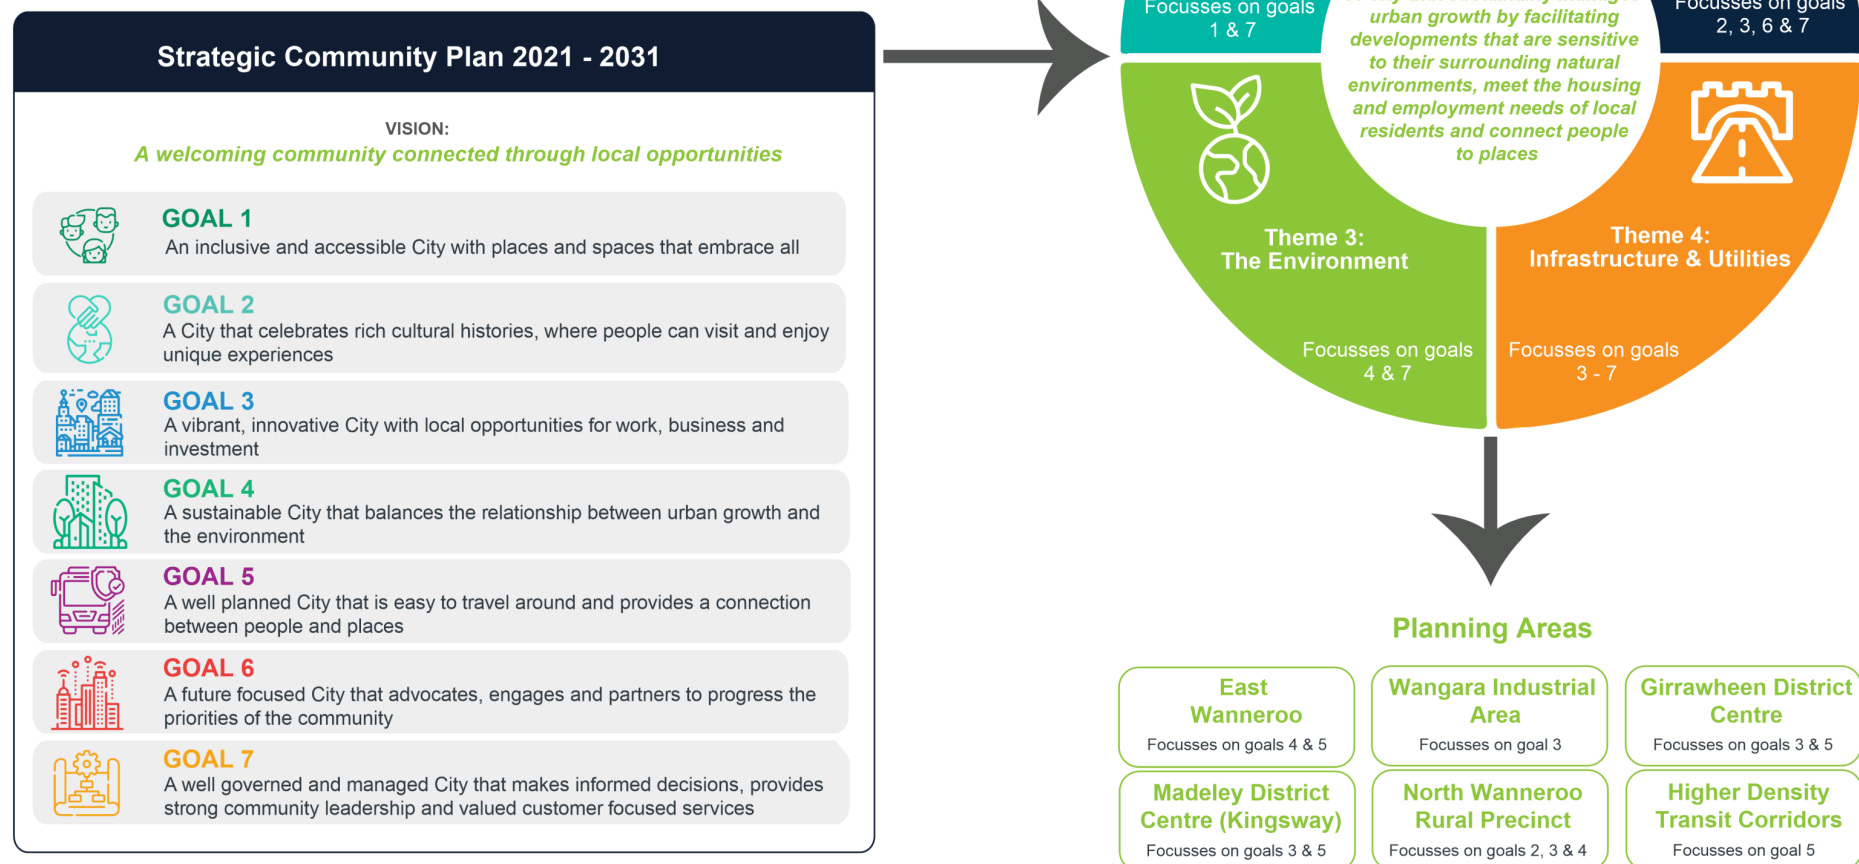 Strategic Community Plan 2021 - 2031
VISION:
A welcoming community connected through local opportunities
GOAL 1
An inclusive and accessible City with places and spaces that embrace all
GOAL 2
A City that celebrates rich cultural histories, where people can visit and enjoy
unique experiences
GOAL 3
A vibrant, innovative City with local opportunities for work, business and
investment
GOAL 4
A sustainable City that balances the relationship between urban growth and
the environment
GOAL 5
A well planned City that is easy to travel around and provides a connection
between people and places
GOAL 6
A future focused City that advocates, engages and partners to progress the
priorities of the community
GOAL 7
A well governed and managed City that makes informed decisions, provides
strong community leadership and valued customer focused services
Focusses on goals
1 & 7
urban growth by facilitating
developments that are sensitive
to their surrounding natural
environments, meet the housing
and employment needs of local
residents and connect people
to places
Focusses on goals
2, 3, 6 & 7
Theme 3:
The Environment
Focusses on goals
4 & 7
Theme 4:
Infrastructure & Utilities
Focusses on goals
3 - 7
Planning Areas
East
Wanneroo
Focusses on goals 4 & 5
Wangara Industrial
Area
Focusses on goal 3
Girrawheen District
Centre
Focusses on goals 3 & 5
Madeley District
Centre (Kingsway)
Focusses on goals 3 & 5
North Wanneroo
Rural Precinct
Focusses on goals 2, 3 & 4
Higher Density
Transit Corridors
Focusses on goal 5